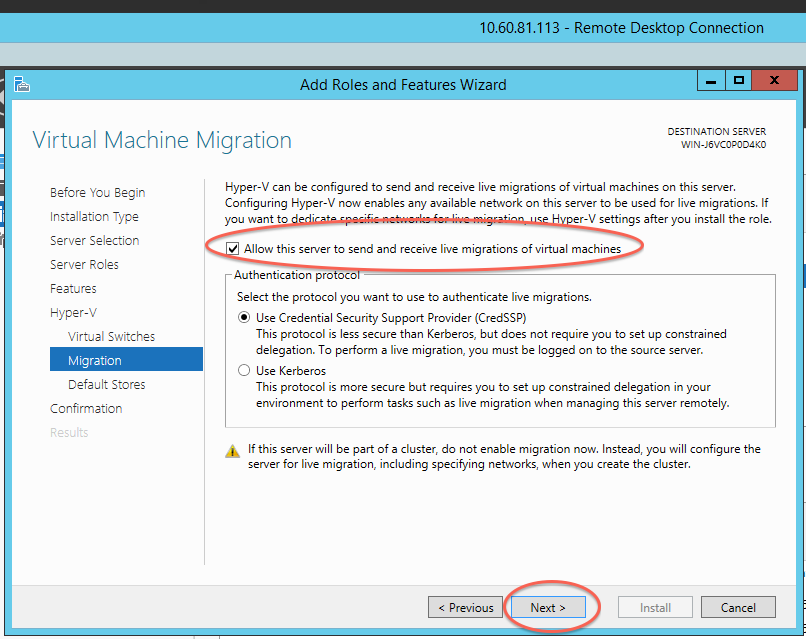 10.60.81.113 - Remote Desktop Connection
Add Roles and Features Wizard
Virtual Machine Migration
DESTINATION SERVER
WIN-J6VC0P0D4K0
Before You Begin
Installation Type
Server Selection
Server Roles
Features
Hyper-V
Virtual Switches
Migration
Default Stores
Confirmation
Results
Hyper-V can be configured to send and receive live migrations of virtual machines on this server.
Configuring Hyper-V now enables any available network on this server to be used for live migrations. If
you want to dedicate specific networks for live migration, use Hyper-V settings after you install the role.
Allow this server to send and receive live migrations of virtual machines
Authentication protocol
Select the protocol you want to use to authenticate live migrations.
Use Credential Security Support Provider (CredSSP)
This protocol is less secure than Kerberos, but does not require you to set up constrained
delegation. To perform a live migration, you must be logged on to the source server.
Use Kerberos
This protocol is more secure but requires you to set up constrained delegation in your
environment to perform tasks such as live migration when managing this server remotely.
If this server will be part of a cluster, do not enable migration now. Instead, you will configure the
server for live migration, including specifying networks, when you create the cluster.
< Previous
Next >
Install
Cancel